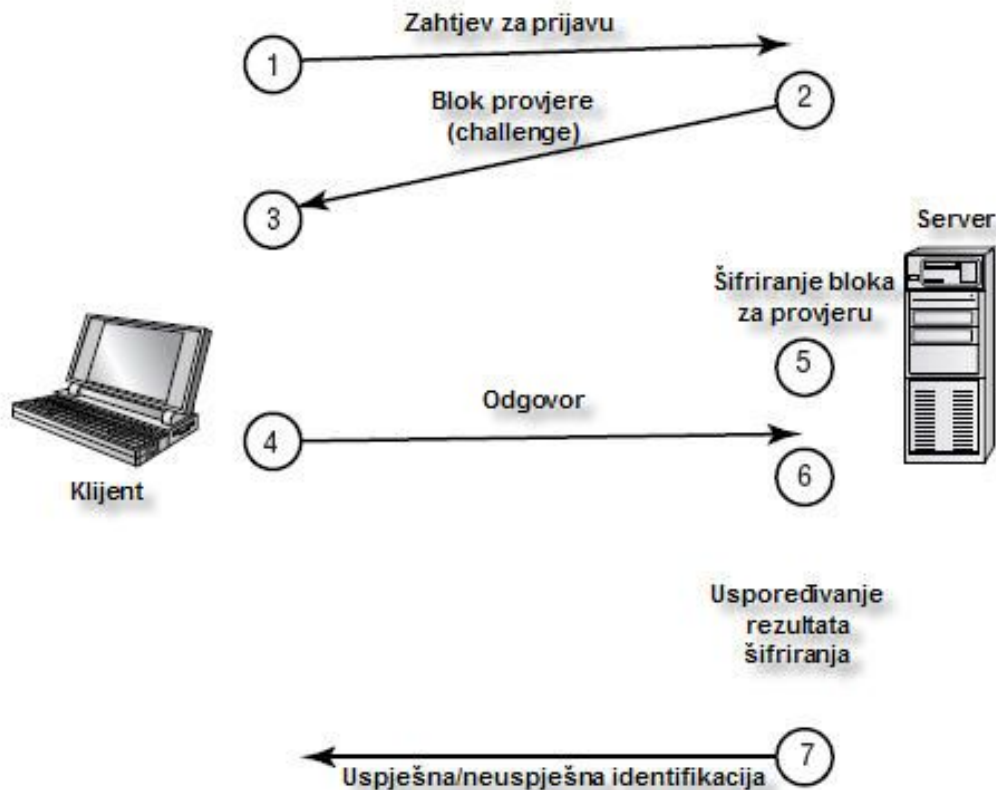 Zahtjev za prijavu
1
2
Blok provjere
(challenge)
3
Server
Šifriranje bloka
za provjeru
5
Odgovor
4
6
Klijent
Uspoređivanje
rezultata
šifriranja
7
Uspješna/neuspješna identifikacija